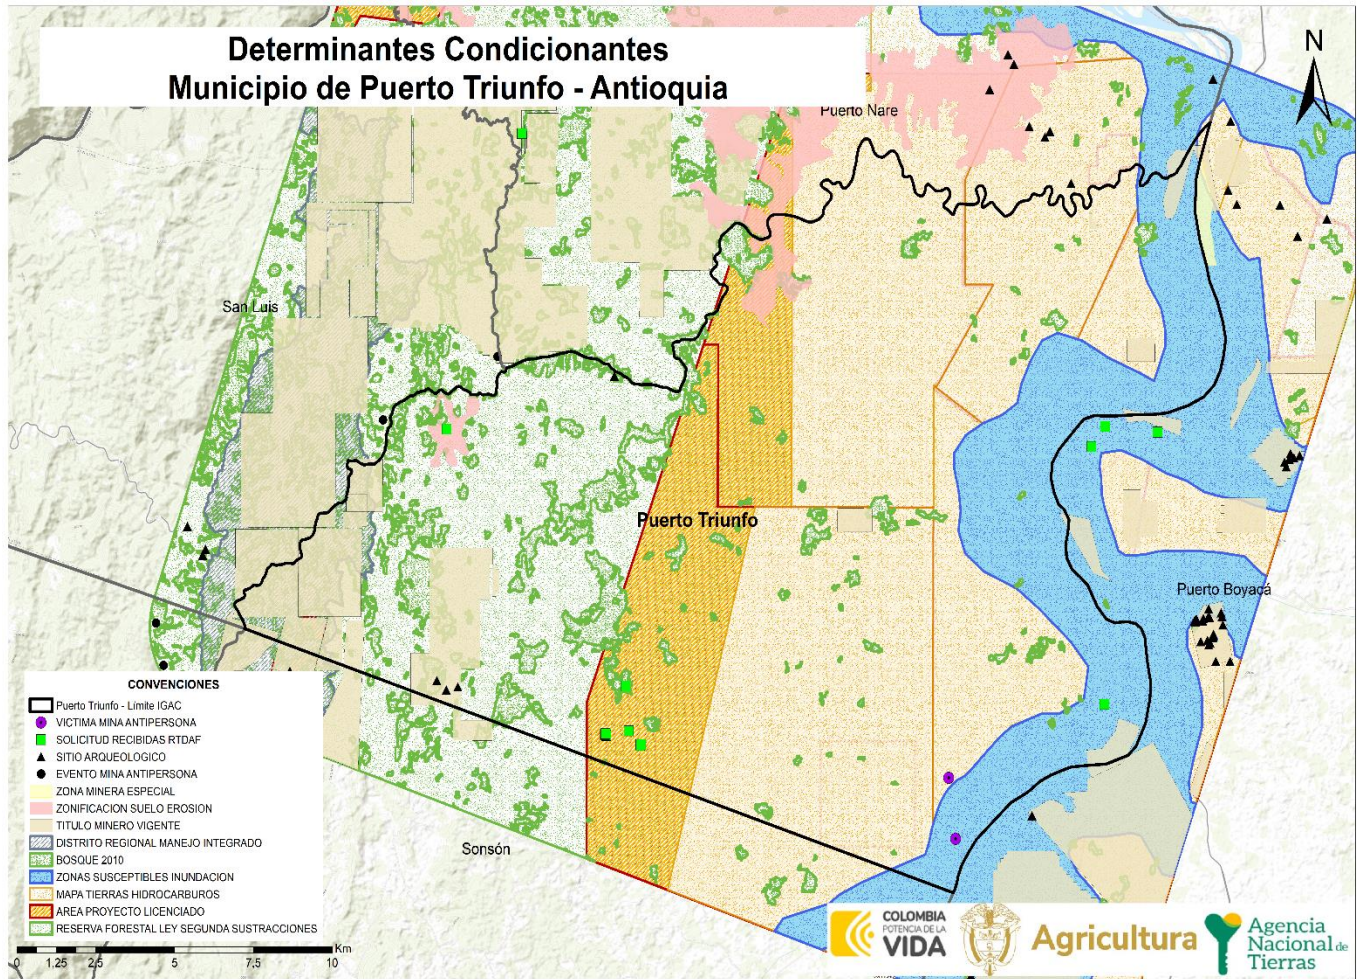 Determinantes Condicionantes
Municipio de Puerto Triunfo - Antioquia
N
Puerto Nare
San Luis
Puerto Triunfo
Puerto Boyacá
Sonsón
CONVENCIONES
Puerto Triunfo - Límite IGAC
VICTIMA MINA ANTIPERSONA
SOLICITUD RECIBIDAS RTDAF
SITIO ARQUEOLOGICO
EVENTO MINA ANTIPERSONA
ZONA MINERA ESPECIAL
ZONIFICACION SUELO EROSION
TITULO MINERO VIGENTE
DISTRITO REGIONAL MANEJO INTEGRADO
BOSQUE 2010
ZONAS SUSCEPTIBLES INUNDACION
MAPA TIERRAS HIDROCARBUROS
AREA PROYECTO LICENCIADO
RESERVA FORESTAL LEY SEGUNDA SUSTRACCIONES
Km
0 1.25 2.5 5 7.5 10
COLOMBIA
POTENCIA DE LA
VIDA
Agricultura
Agencia
Nacional de
Tierras